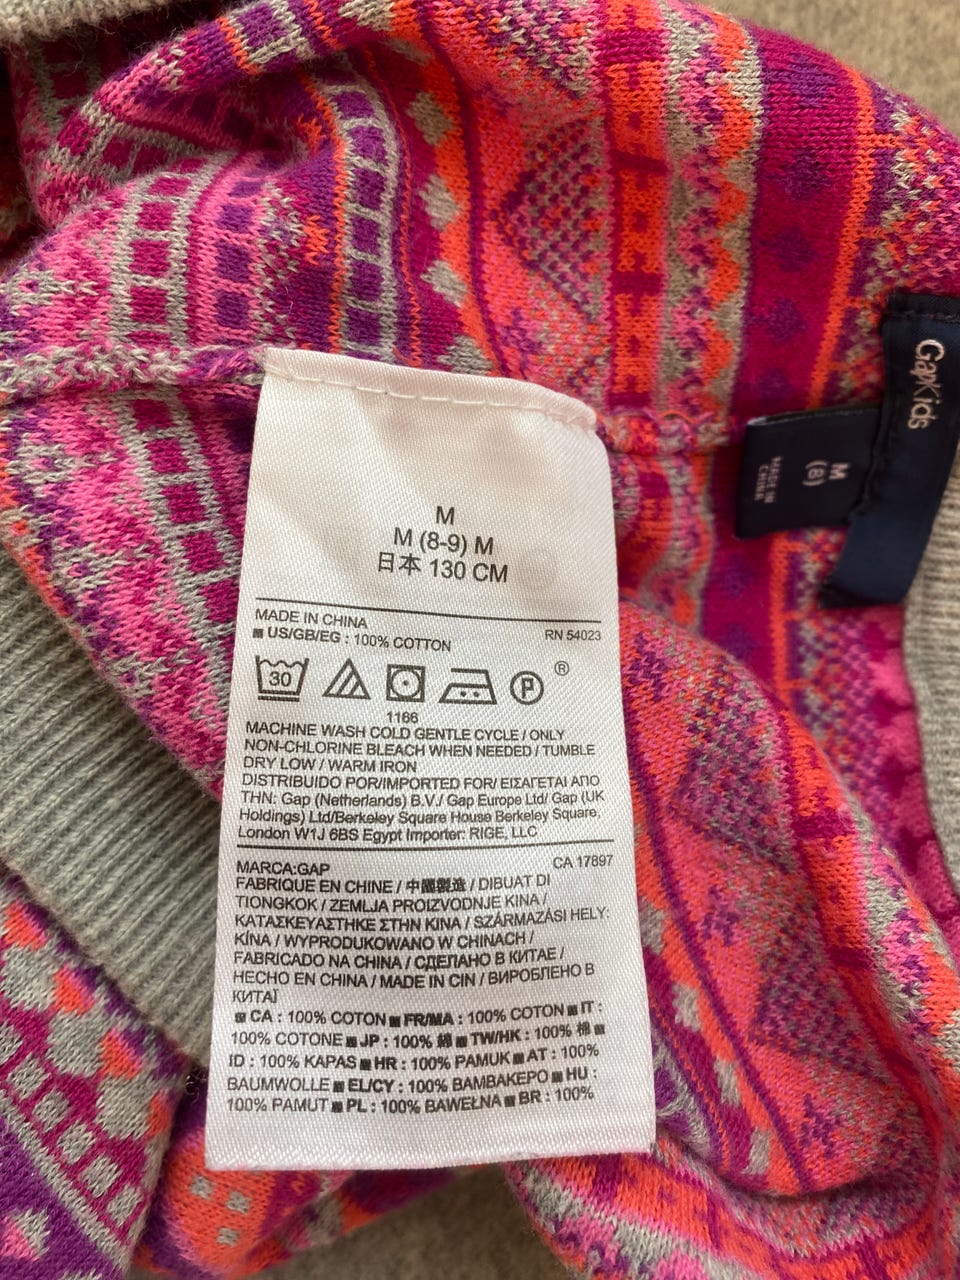 GapKids
M
(8)
MADE IN
CHINA
M
M (8-9) M
日本 130 CM
MADE IN CHINA
RN 54023
■ US/GB/EG : 100% COTTON
30
P
®
1166
MACHINE WASH COLD GENTLE CYCLE / ONLY
NON-CHLORINE BLEACH WHEN NEEDED / TUMBLE
DRY LOW / WARM IRON
DISTRIBUIDO POR/IMPORTED FOR/ ΕΙΣΑΓΕΤΑΙ ΑΠΟ
ΤΗΝ: Gap (Netherlands) B.V./ Gap Europe Ltd/ Gap (UK
Holdings) Ltd/Berkeley Square House Berkeley Square,
London W1J 6BS Egypt Importer: RIGE, LLC
MARCA:GAP
CA 17897
FABRIQUE EN CHINE / 中國製造 / DIBUAT DI
TIONGKOK / ZEMLJA PROIZVODNJE KINA /
ΚΑΤΑΣΚΕΥΑΣΤΗΚΕ ΣΤΗΝ ΚΙΝΑ / SZÁRMAZÁSI HELY:
KÍNA / WYPRODUKOWANO W CHINACH /
FABRICADO NA CHINA / СДЕЛАНО В КИТАЕ /
HECHO EN CHINA / MADE IN CIN / ВИРОБЛЕНО В
КИТАЇ
■ CA : 100% COTON ■ FR/MA : 100% COTON ■ IT :
100% COTONE ■ JP : 100% 綿 ■ TW/HK : 100% 棉 ■
ID : 100% KAPAS ■ HR : 100% PAMUK ■ AT : 100%
BAUMWOLLE ■ EL/CY : 100% ΒΑΜΒΑΚΕΡΟ ■ HU :
100% PAMUT ■ PL : 100% BAWEŁNA ■ BR : 100%